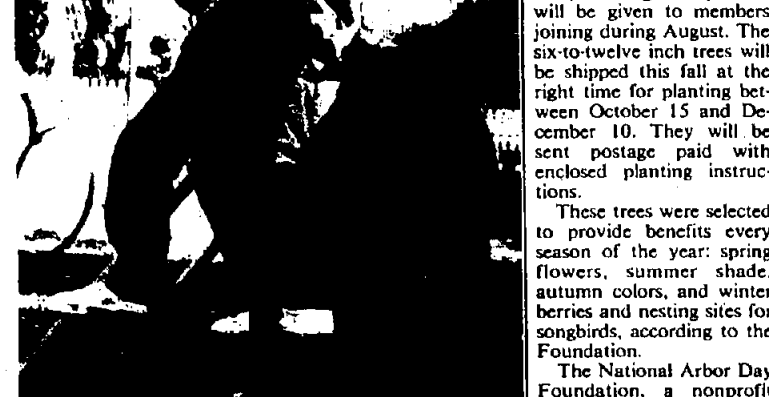 will be given to members
joining during August. The
six-to-twelve inch trees will
be shipped this fall at the
right time for planting bet-
ween October 15 and De-
cember 10. They will be
sent postage paid with
enclosed planting instruc-
tions.
These trees were selected
to provide benefits every
season of the year: spring
flowers, summer shade,
autumn colors, and winter
berries and nesting sites for
songbirds, according to the
Foundation.
The National Arbor Day
Foundation, a nonprofit